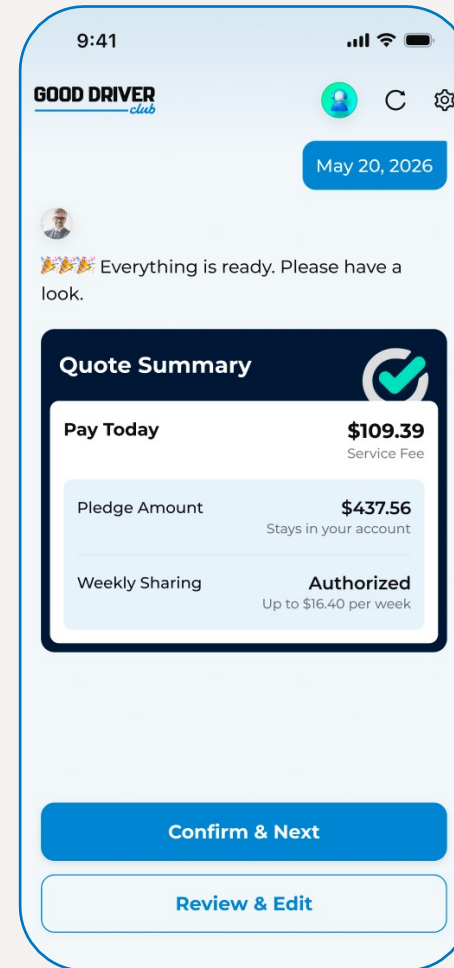 9:41
GOOD DRIVER
club
May 20, 2026
🎉🎉🎉 Everything is ready. Please have a
look.
Quote Summary
Pay Today
$109.39
Service Fee
Pledge Amount
$437.56
Stays in your account
Weekly Sharing
Authorized
Up to $16.40 per week
Confirm & Next
Review & Edit